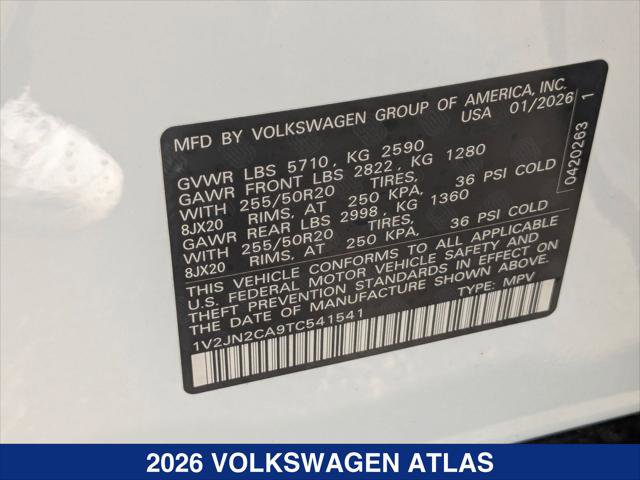 MFD BY VOLKSWAGEN GROUP OF AMERICA, INC.
USA 01/2026
GVWR LBS 5710, KG 2590
GAWR FRONT LBS 2822, KG 1280
WITH 255/50R20 TIRES,
8JX20 RIMS, AT 250 KPA, 36 PSI COLD
GAWR REAR LBS 2998, KG 1360
WITH 255/50R20 TIRES,
8JX20 RIMS, AT 250 KPA, 36 PSI COLD
THIS VEHICLE CONFORMS TO ALL APPLICABLE
U.S. FEDERAL MOTOR VEHICLE SAFETY AND
THEFT PREVENTION STANDARDS IN EFFECT ON
THE DATE OF MANUFACTURE SHOWN ABOVE.
1V2JN2CA9TC541541 TYPE: MPV
0420263 1
2026 VOLKSWAGEN ATLAS